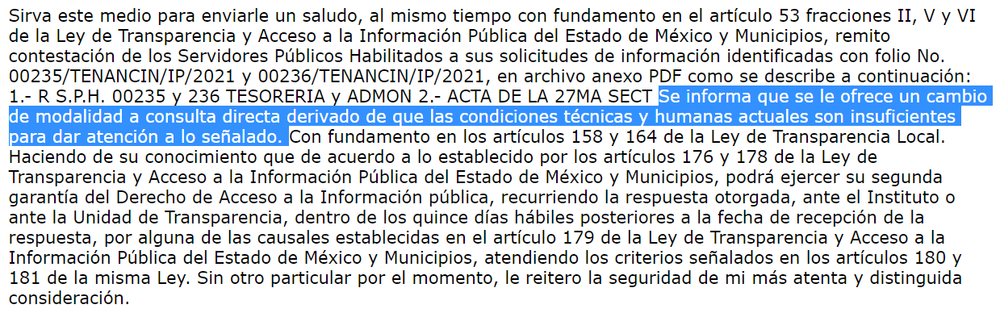 Sirva este medio para enviarle un saludo, al mismo tiempo con fundamento en el artículo 53 fracciones II, V y VI
de la Ley de Transparencia y Acceso a la Información Pública del Estado de México y Municipios, remito
contestación de los Servidores Públicos Habilitados a sus solicitudes de información identificadas con folio No.
00235/TENANCIN/IP/2021 y 00236/TENANCIN/IP/2021, en archivo anexo PDF como se describe a continuación:
1.- R S.P.H. 00235 y 236 TESORERIA y ADMON 2.- ACTA DE LA 27MA SECT Se informa que se le ofrece un cambio
de modalidad a consulta directa derivado de que las condiciones técnicas y humanas actuales son insuficientes
para dar atención a lo señalado. Con fundamento en los artículos 158 y 164 de la Ley de Transparencia Local.
Haciendo de su conocimiento que de acuerdo a lo establecido por los artículos 176 y 178 de la Ley de
Transparencia y Acceso a la Información Pública del Estado de México y Municipios, podrá ejercer su segunda
garantía del Derecho de Acceso a la Información pública, recurriendo la respuesta otorgada, ante el Instituto o
ante la Unidad de Transparencia, dentro de los quince días hábiles posteriores a la fecha de recepción de la
respuesta, por alguna de las causales establecidas en el artículo 179 de la Ley de Transparencia y Acceso a la
Información Pública del Estado de México y Municipios, atendiendo los criterios señalados en los artículos 180 y
181 de la misma Ley. Sin otro particular por el momento, le reitero la seguridad de mi más atenta y distinguida
consideración.